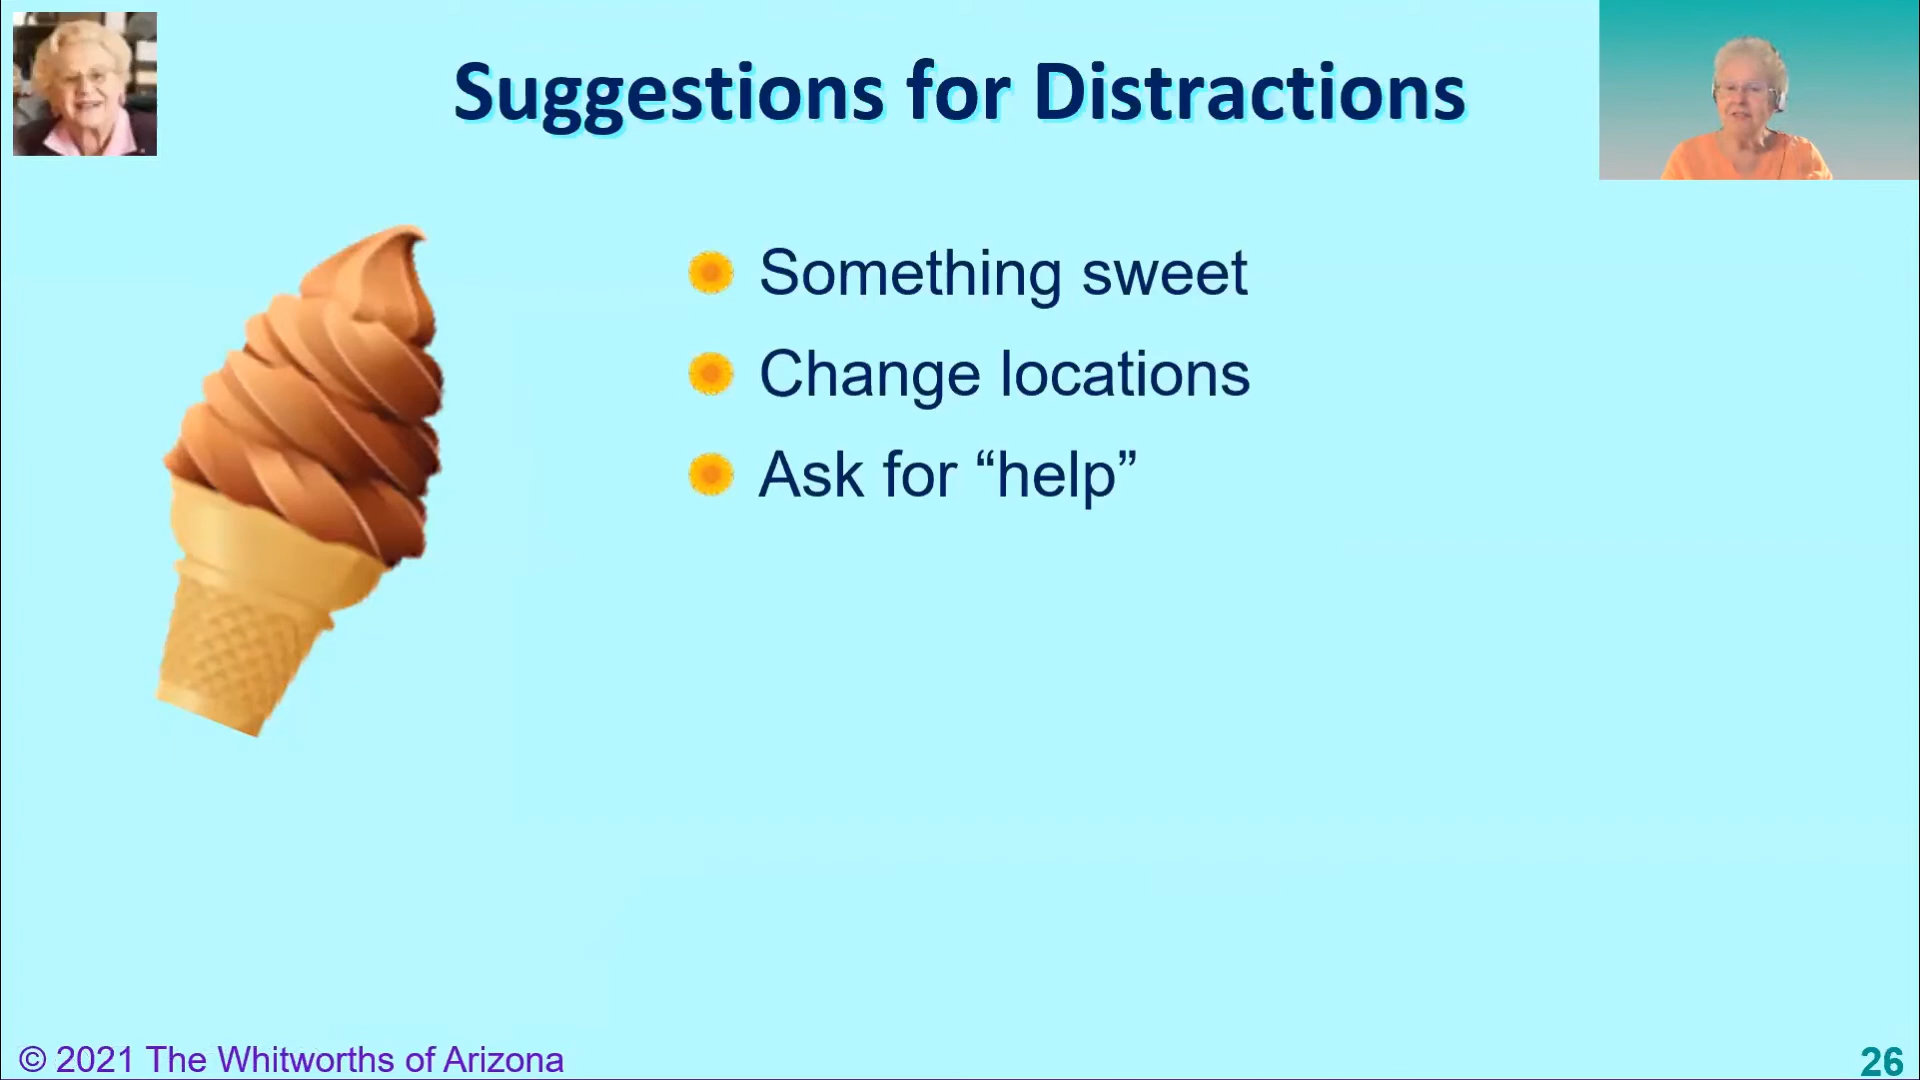 Suggestions for Distractions
Something sweet
Change locations
Ask for “help”
© 2021 The Whitworths of Arizona
26